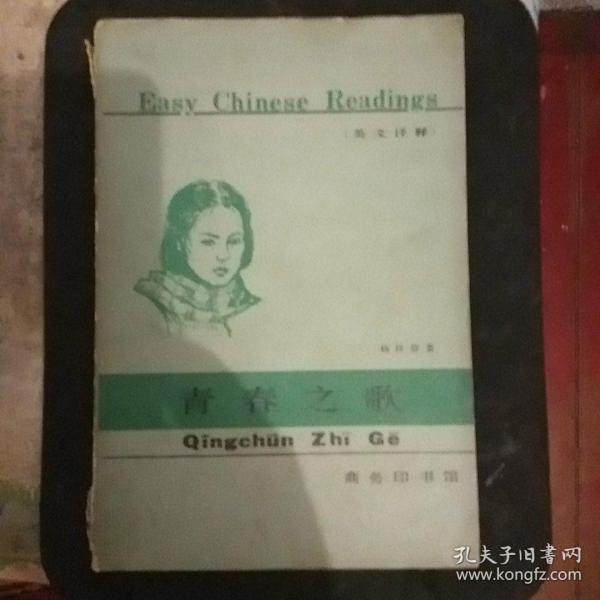 Easy Chinese Readings
(英文译释)
杨沫原著
青春之歌
Qīngchūn Zhī Gē
商务印书馆
孔夫子旧书网
www.kongfz.com